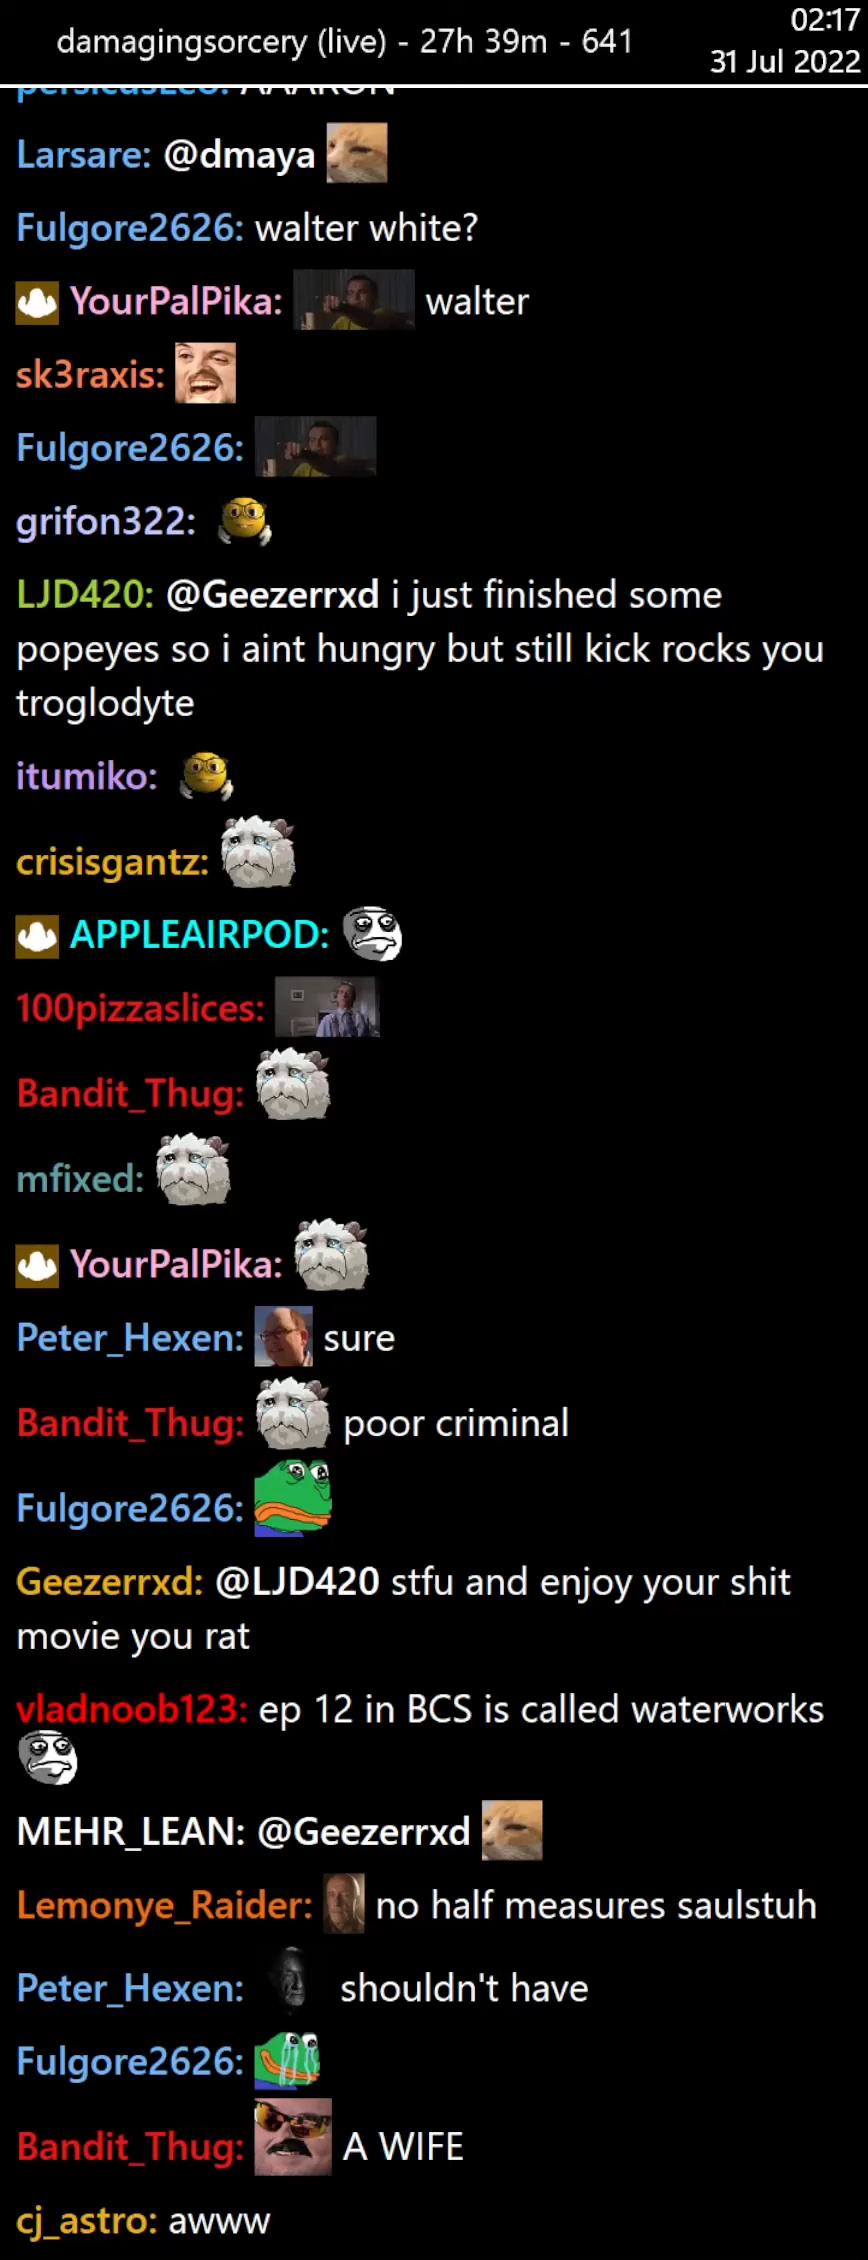 damagingsorcery (live) - 27h 39m - 641
02:17
31 Jul 2022
persicusLeo: AAARON
Larsare: @dmaya
Fulgore2626: walter white?
YourPalPika: walter
sk3raxis:
Fulgore2626:
grifon322:
LJD420: @Geezerrxd i just finished some
popeyes so i aint hungry but still kick rocks you
troglodyte
itumiko:
crisisgantz:
APPLEAIRPOD:
100pizzaslices:
Bandit_Thug:
mfixed:
YourPalPika:
Peter_Hexen: sure
Bandit_Thug: poor criminal
Fulgore2626:
Geezerrxd: @LJD420 stfu and enjoy your shit
movie you rat
vladnoob123: ep 12 in BCS is called waterworks
MEHR_LEAN: @Geezerrxd
Lemonye_Raider: no half measures saulstuh
Peter_Hexen: shouldn't have
Fulgore2626:
Bandit_Thug: A WIFE
cj_astro: awww